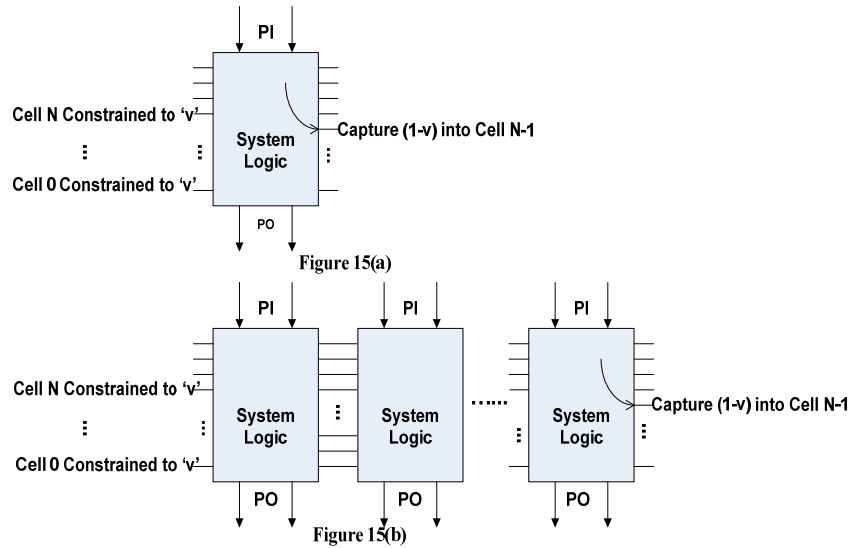 PI
Cell N Constrained to ‘v’
Capture (1-v) into Cell N-1
System
Logic
Cell 0 Constrained to ‘v’
PO
Figure 15(a)
PI
PI
PI
Cell N Constrained to ‘v’
Capture (1-v) into Cell N-1
System
Logic
System
Logic
System
Logic
Cell 0 Constrained to ‘v’
PO
PO
PO
Figure 15(b)